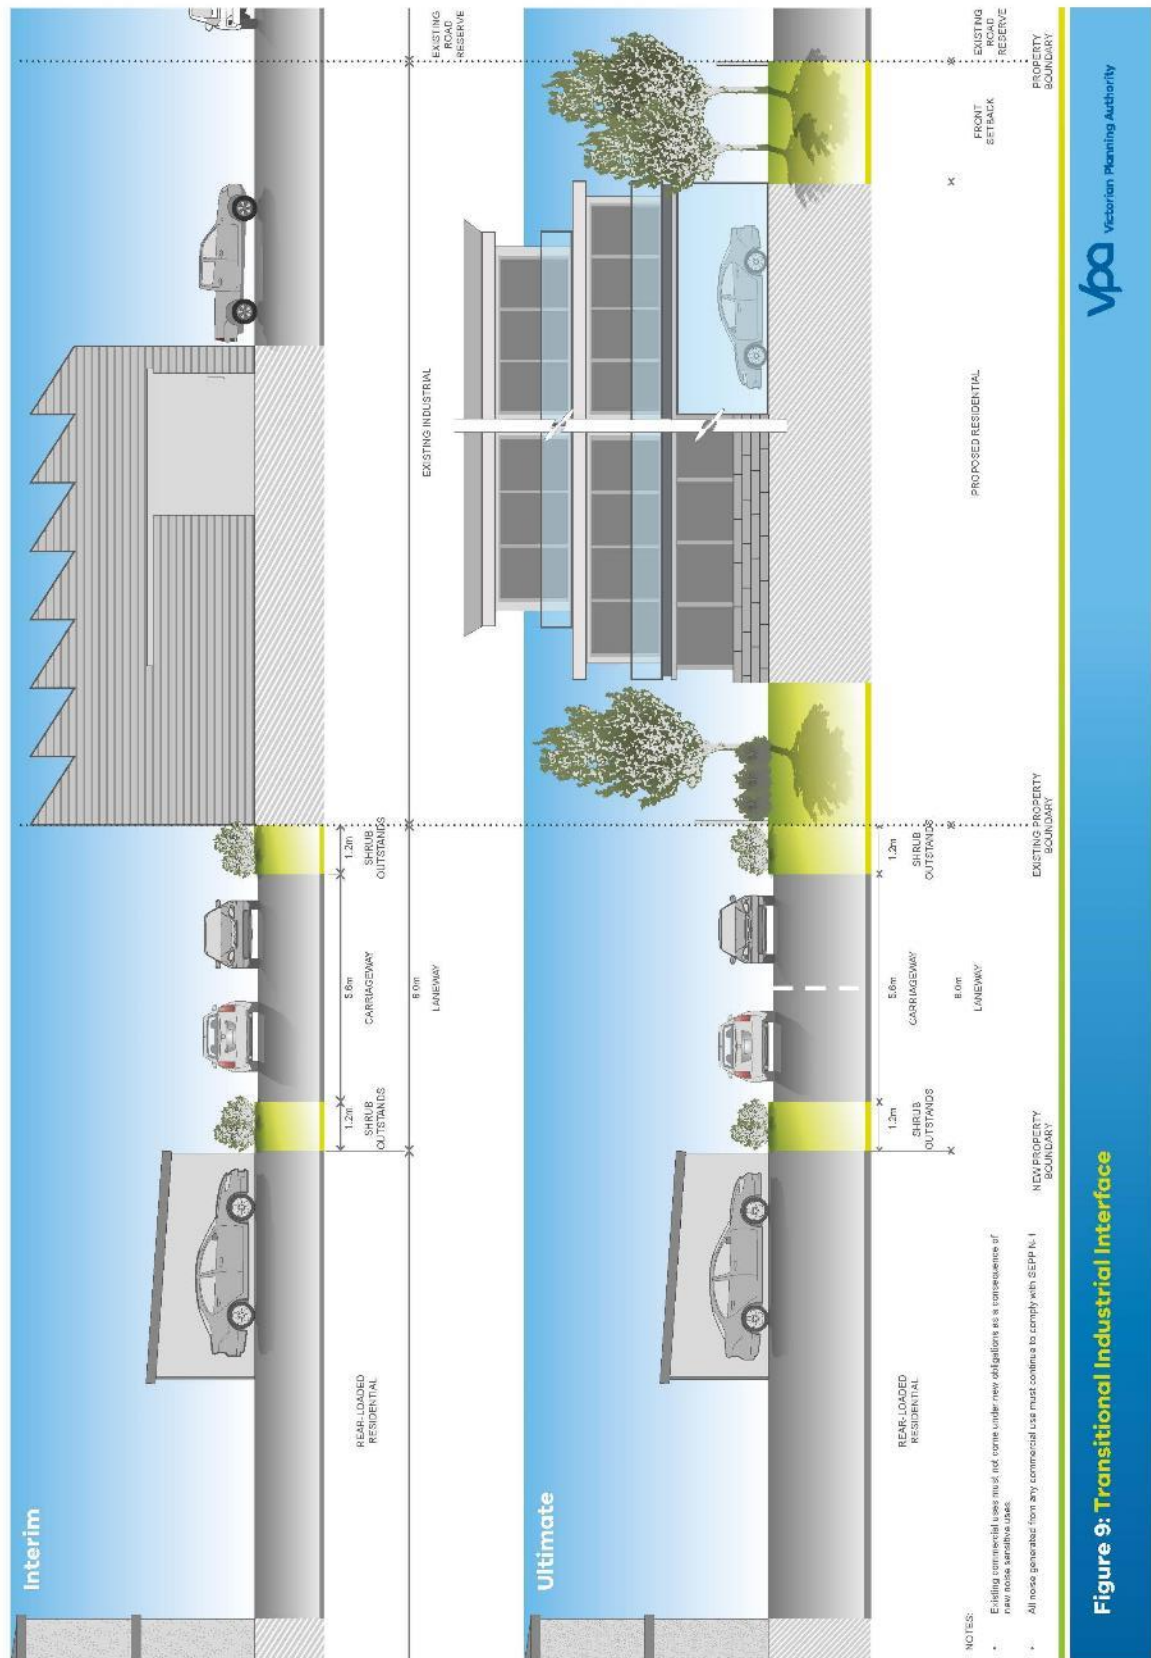 Interim
REAR-LOADED
RESIDENTIAL
1.2m
SHRUB
OUTSTANDS
5.6m
CARRIAGEWAY
1.2m
SHRUB
OUTSTANDS
8.0m
LANEWAY
EXISTING INDUSTRIAL
EXISTING
ROAD
RESERVE
Ultimate
REAR-LOADED
RESIDENTIAL
1.2m
SHRUB
OUTSTANDS
5.6m
CARRIAGEWAY
1.2m
SHRUB
OUTSTANDS
8.0m
LANEWAY
PROPOSED RESIDENTIAL
FRONT
SETBACK
EXISTING
ROAD
RESERVE
NEW PROPERTY
BOUNDARY
EXISTING PROPERTY
BOUNDARY
PROPERTY
BOUNDARY
NOTES:
• Existing commercial uses must not come under new obligations as a consequence of
new noise sensitive uses.
• All noise generated from any commercial use must continue to comply with SEPP N-1
Figure 9: Transitional Industrial Interface
vpa Victorian Planning Authority